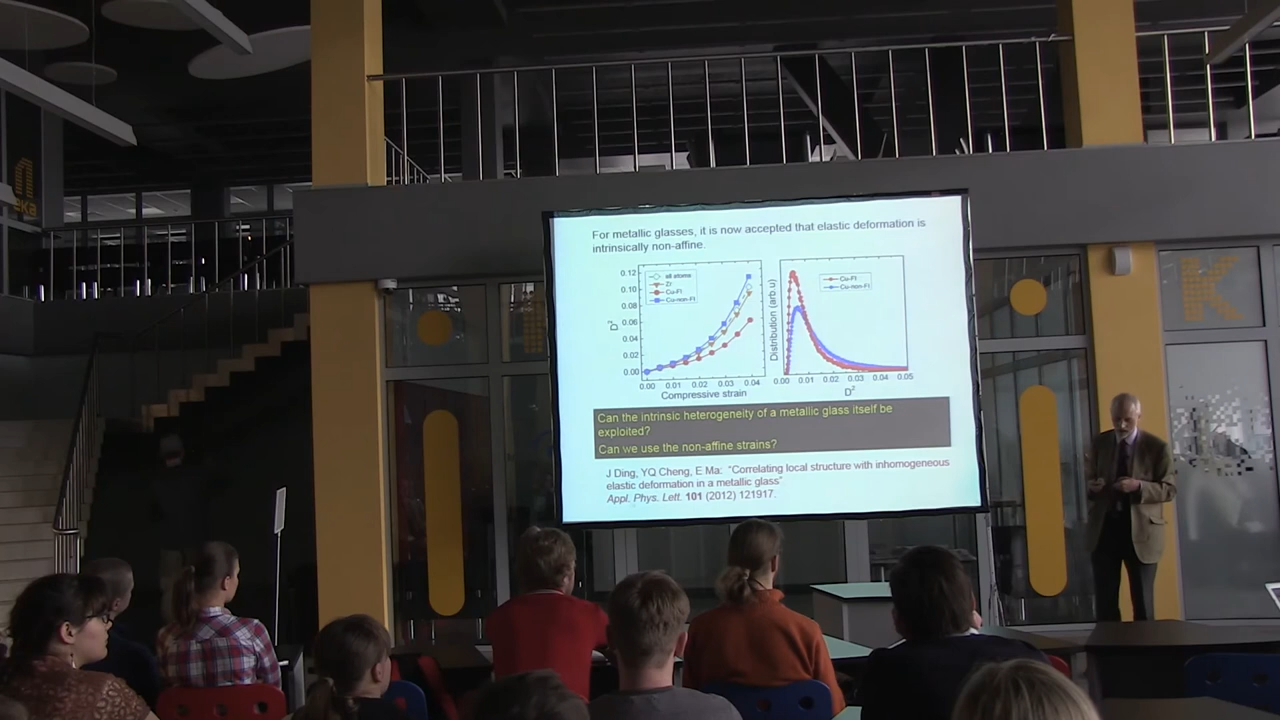 For metallic glasses, it is now accepted that elastic deformation is
intrinsically non-affine.
0.12
0.10
0.08
0.06
0.04
0.02
0.00
D²
all atoms
Zr
Cu-FI
Cu-non-FI
0.00 0.01 0.02 0.03 0.04
Compressive strain
Distribution (arb u)
Cu-FI
Cu-non-FI
0.00 0.01 0.02 0.03 0.04 0.05
D²
Can the intrinsic heterogeneity of a metallic glass itself be
exploited?
Can we use the non-affine strains?
J Ding, YQ Cheng, E Ma: "Correlating local structure with inhomogeneous
elastic deformation in a metallic glass"
Appl. Phys. Lett. 101 (2012) 121917.
K